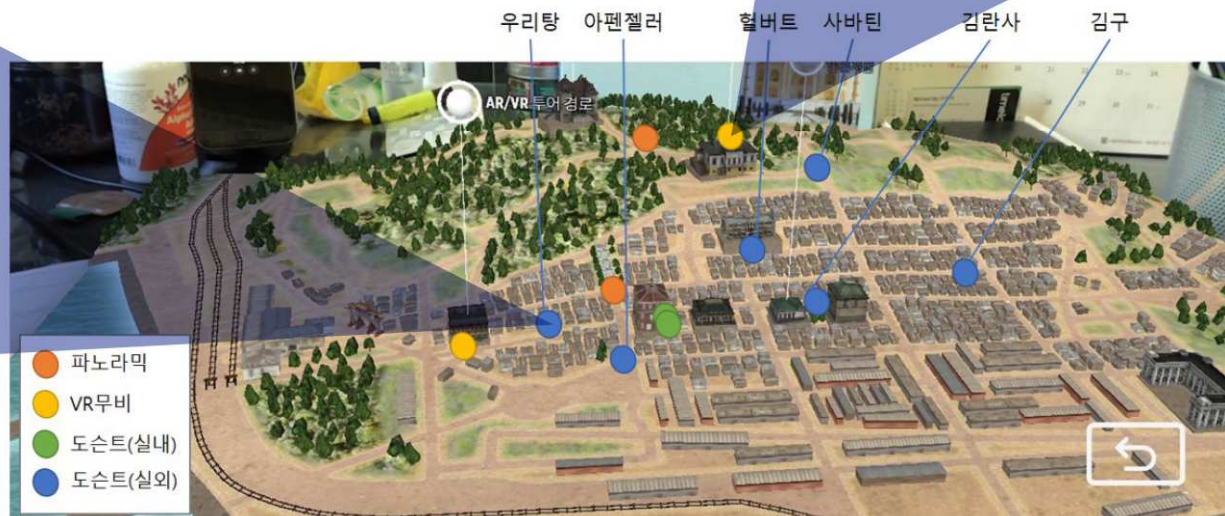 우리탕
아펜젤러
헐버트
사바틴
김란사
김구
AR/VR 투어 경로
파노라믹
VR무비
도슨트(실내)
도슨트(실외)